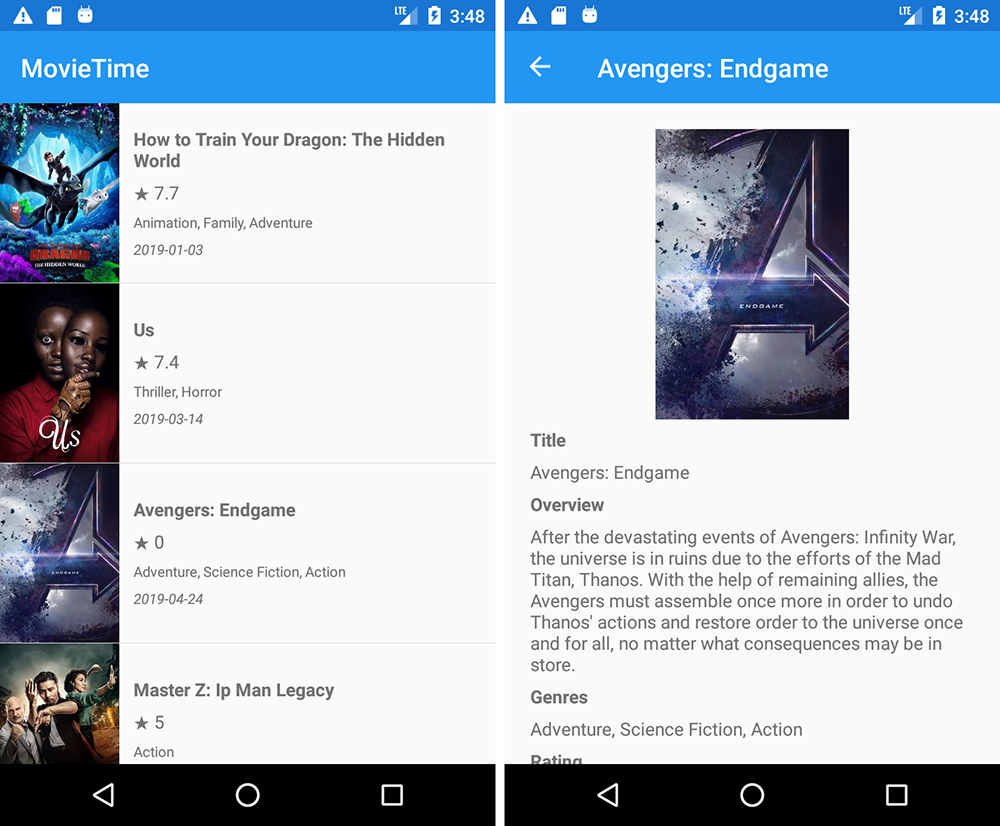 LTE 3:48
MovieTime
DRAGON
THE HIDDEN WORLD
How to Train Your Dragon: The Hidden
World
★ 7.7
Animation, Family, Adventure
2019-01-03
Us
Us
★ 7.4
Thriller, Horror
2019-03-14
ENDGAME
Avengers: Endgame
★ 0
Adventure, Science Fiction, Action
2019-04-24
Master Z: Ip Man Legacy
★ 5
Action
LTE 3:48
Avengers: Endgame
ENDGAME
Title
Avengers: Endgame
Overview
After the devastating events of Avengers: Infinity War,
the universe is in ruins due to the efforts of the Mad
Titan, Thanos. With the help of remaining allies, the
Avengers must assemble once more in order to undo
Thanos' actions and restore order to the universe once
and for all, no matter what consequences may be in
store.
Genres
Adventure, Science Fiction, Action
Rating